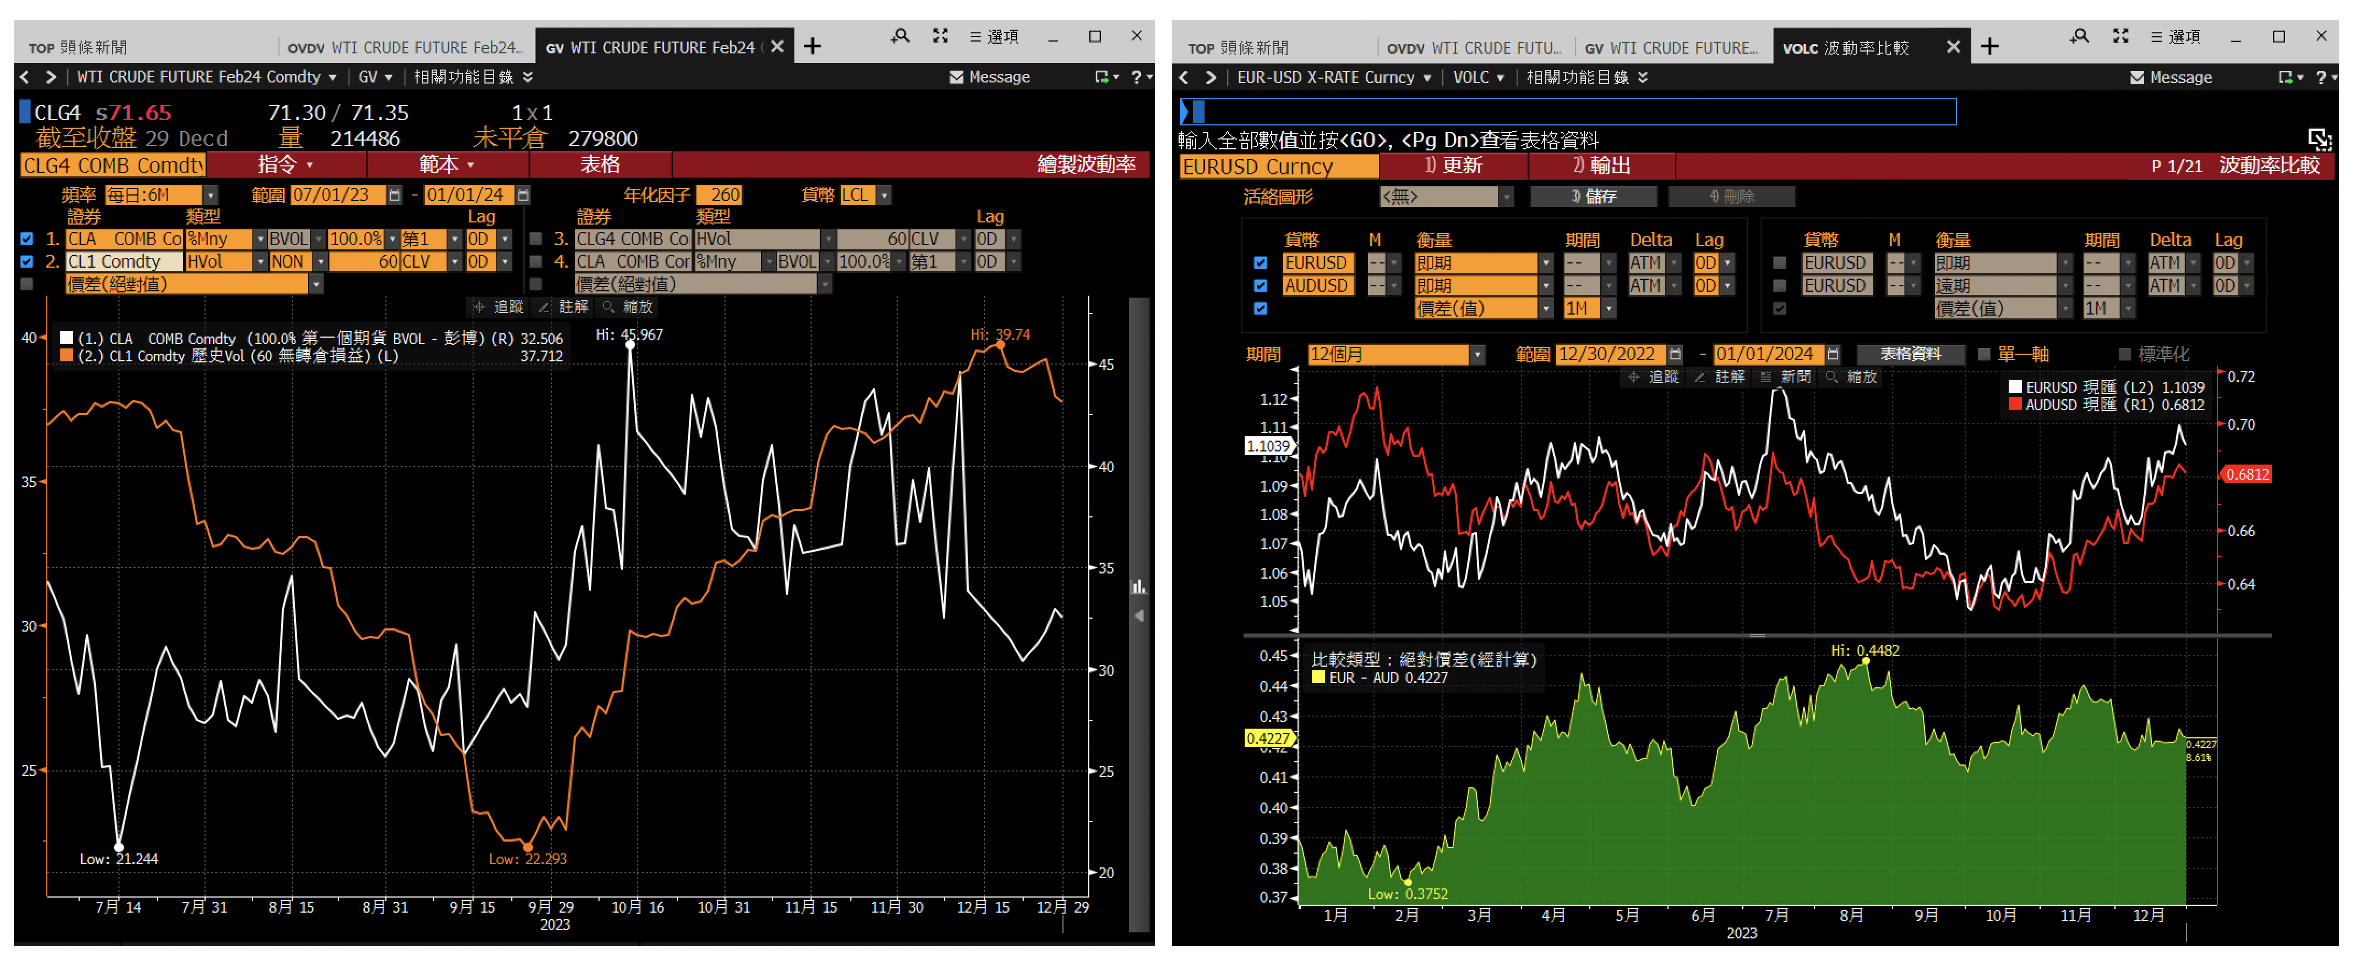 TOP 頭條新聞
OVDV WTI CRUDE FUTURE Feb24...
GV WTI CRUDE FUTURE Feb24 (
選項
WTI CRUDE FUTURE Feb24 Comdty
GV
相關功能目錄
Message
?
CLG4 s71.65 71.30 / 71.35 1 x 1
截至收盤 29 Decd 量 214486 未平倉 279800
CLG4 COMB Comdty 指令 範本 表格 繪製波動率
頻率 每日:6M 範圍 07/01/23 - 01/01/24 年化因子 260 貨幣 LCL
證券 類型 Lag 證券 類型 Lag
1. CLA COMB Co %Mny BVOL 100.0% 第1 0D 3. CLG4 COMB Co HVol 60 CLV 0D
2. CL1 Comdty HVol NON 60 CLV 0D 4. CLA COMB Cor %Mny BVOL 100.0% 第1 0D
價差(絕對值) 價差(絕對值)
追蹤 註解 縮放
(1.) CLA COMB Comdty (100.0% 第一個期貨 BVOL - 彭博) (R) 32.506
(2.) CL1 Comdty 歷史Vol (60 無轉倉損益) (L) 37.712
Hi: 45.967
Hi: 39.74
40
35
30
25
45
40
35
30
25
20
Low: 21.244
Low: 22.293
7月 14 7月 31 8月 15 8月 31 9月 15 9月 29 10月 16 10月 31 11月 15 11月 30 12月 15 12月 29
2023
TOP 頭條新聞
OVDV WTI CRUDE FUTU...
GV WTI CRUDE FUTURE...
VOLC 波動率比較
選項
EUR-USD X-RATE Curncy
VOLC
相關功能目錄
Message
?
輸入全部數值並按<GO>, <Pg Dn>查看表格資料
EURUSD Curncy 1) 更新 2) 輸出 P 1/21 波動率比較
活絡圖形 <無> 3) 儲存 4) 刪除
貨幣 M 衡量 期間 Delta Lag 貨幣 M 衡量 期間 Delta Lag
EURUSD -- 即期 -- ATM 0D EURUSD -- 即期 -- ATM 0D
AUDUSD -- 即期 -- ATM 0D EURUSD -- 遠期 -- ATM 0D
價差(值) 1M 價差(值) 1M
期間 12個月 範圍 12/30/2022 - 01/01/2024 表格資料 單一軸 標準化
追蹤 註解 新聞 縮放
EURUSD 現匯 (L2) 1.1039
AUDUSD 現匯 (R1) 0.6812
1.12
1.11
1.1039
1.10
1.09
1.08
1.07
1.06
1.05
0.72
0.70
0.6812
0.66
0.64
比較類型 : 絕對價差(經計算)
EUR - AUD 0.4227
Hi: 0.4482
0.45
0.44
0.43
0.4227
0.42
0.41
0.40
0.39
0.38
0.37
0.4227
8.61%
Low: 0.3752
1月 2月 3月 4月 5月 6月 7月 8月 9月 10月 11月 12月
2023